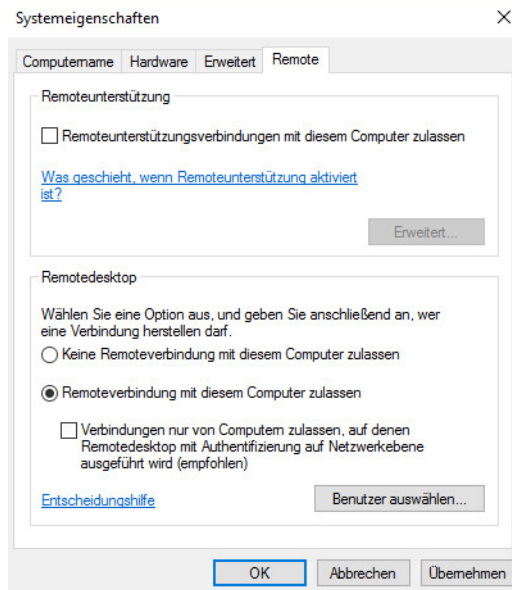 Systemeigenschaften
Computername Hardware Erweitert Remote
Remoteunterstützung
Remoteunterstützungsverbindungen mit diesem Computer zulassen
Was geschieht, wenn Remoteunterstützung aktiviert
ist?
Erweitert...
Remotedesktop
Wählen Sie eine Option aus, und geben Sie anschließend an, wer
eine Verbindung herstellen darf.
Keine Remoteverbindung mit diesem Computer zulassen
Remoteverbindung mit diesem Computer zulassen
Verbindungen nur von Computern zulassen, auf denen
Remotedesktop mit Authentifizierung auf Netzwerkebene
ausgeführt wird (empfohlen)
Entscheidungshilfe Benutzer auswählen...
OK Abbrechen Übernehmen